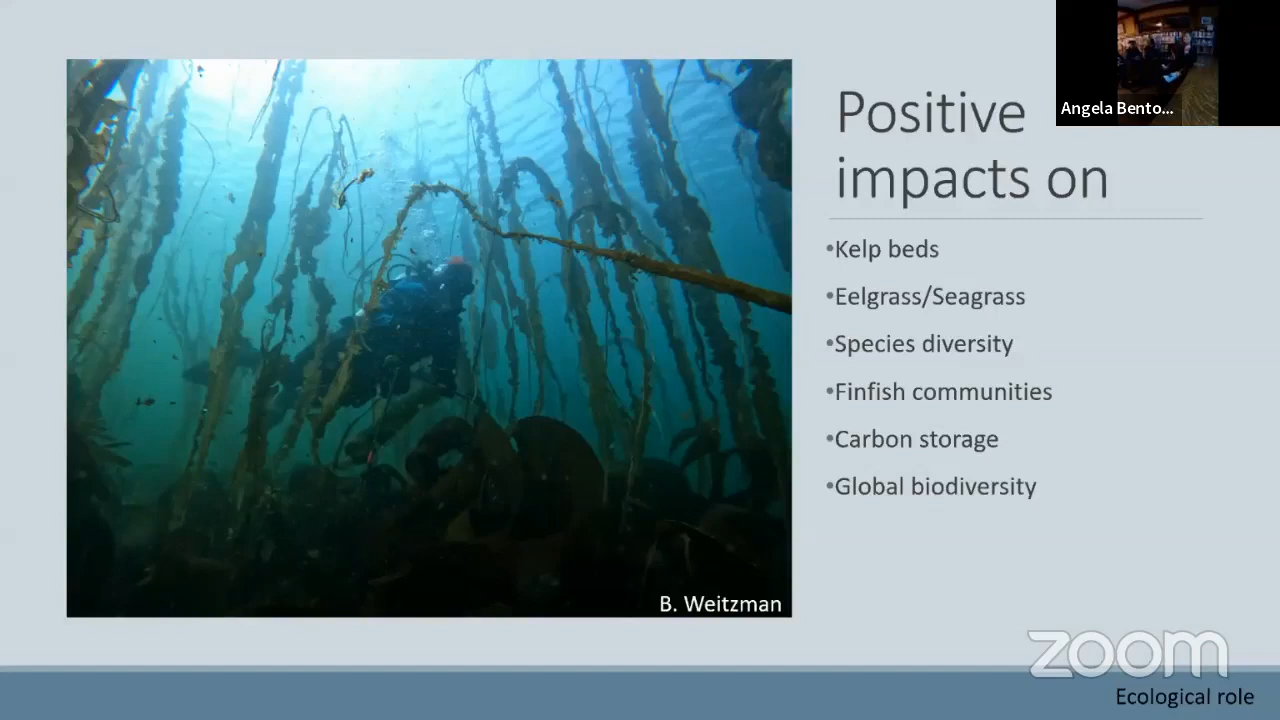 Positive
impacts on
Angela Bento...
•Kelp beds
•Eelgrass/Seagrass
•Species diversity
•Finfish communities
•Carbon storage
•Global biodiversity
B. Weitzman
zoom
Ecological role